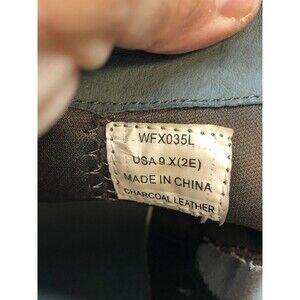 WFX035L
USA 9 X(2E)
MADE IN CHINA
CHARCOAL LEATHER